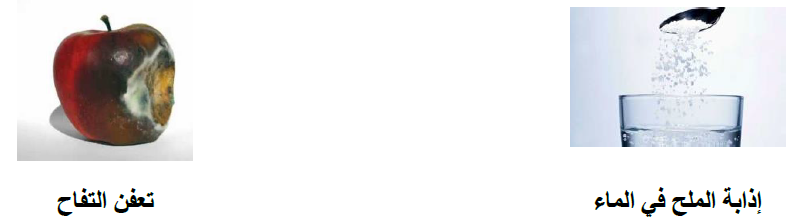 إذابة الملح في الماء
تعفن التفاح